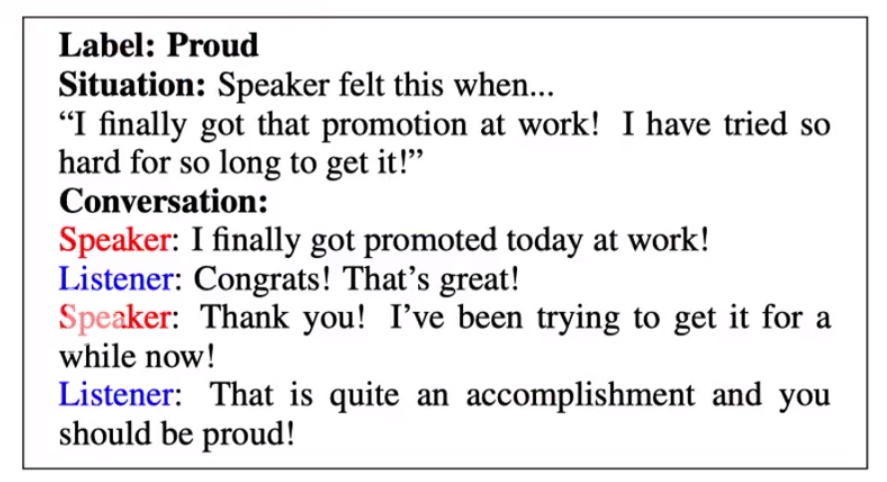 Label: Proud
Situation: Speaker felt this when...
“I finally got that promotion at work! I have tried so
hard for so long to get it!”
Conversation:
Speaker: I finally got promoted today at work!
Listener: Congrats! That’s great!
Speaker: Thank you! I’ve been trying to get it for a
while now!
Listener: That is quite an accomplishment and you
should be proud!